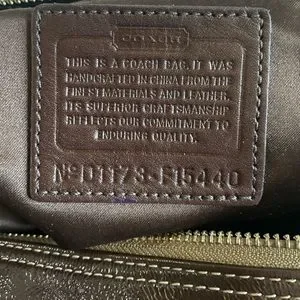 COACH
THIS IS A COACH BAG. IT WAS
HANDCRAFTED IN CHINA FROM THE
FINEST MATERIALS AND LEATHER.
ITS SUPERIOR CRAFTSMANSHIP
REFLECTS OUR COMMITMENT TO
ENDURING QUALITY.
Nº D1173-F15440